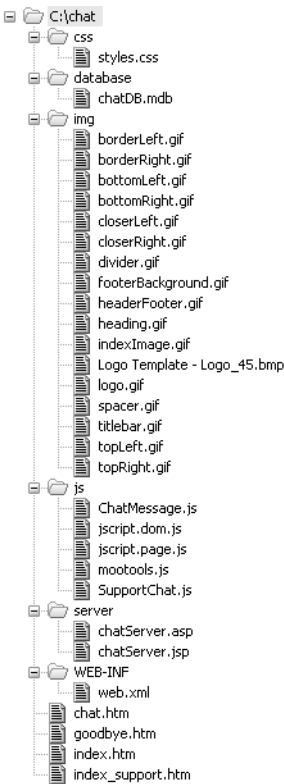 C:\chat
css
styles.css
database
chatDB.mdb
img
borderLeft.gif
borderRight.gif
bottomLeft.gif
bottomRight.gif
closerLeft.gif
closerRight.gif
divider.gif
footerBackground.gif
headerFooter.gif
heading.gif
indexImage.gif
Logo Template - Logo_45.bmp
logo.gif
spacer.gif
titlebar.gif
topLeft.gif
topRight.gif
js
ChatMessage.js
jscript.dom.js
jscript.page.js
mootools.js
SupportChat.js
server
chatServer.asp
chatServer.jsp
WEB-INF
web.xml
chat.htm
goodbye.htm
index.htm
index_support.htm